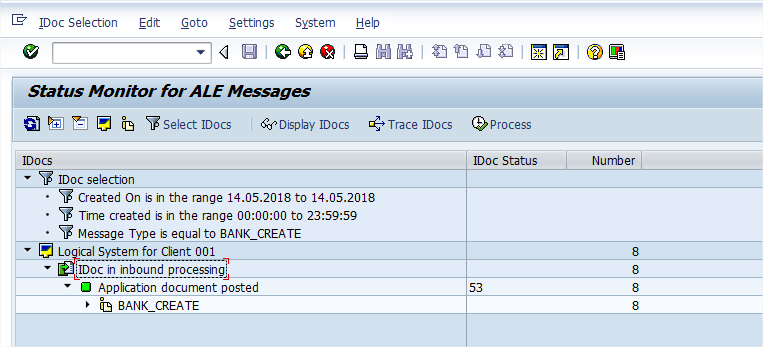 IDoc Selection Edit Goto Settings System Help
Status Monitor for ALE Messages
Select IDocs Display IDocs Trace IDocs Process
IDocs IDoc Status Number
IDoc selection
Created On is in the range 14.05.2018 to 14.05.2018
Time created is in the range 00:00:00 to 23:59:59
Message Type is equal to BANK_CREATE
Logical System for Client 001 8
IDoc in inbound processing 8
Application document posted 53 8
BANK_CREATE 8